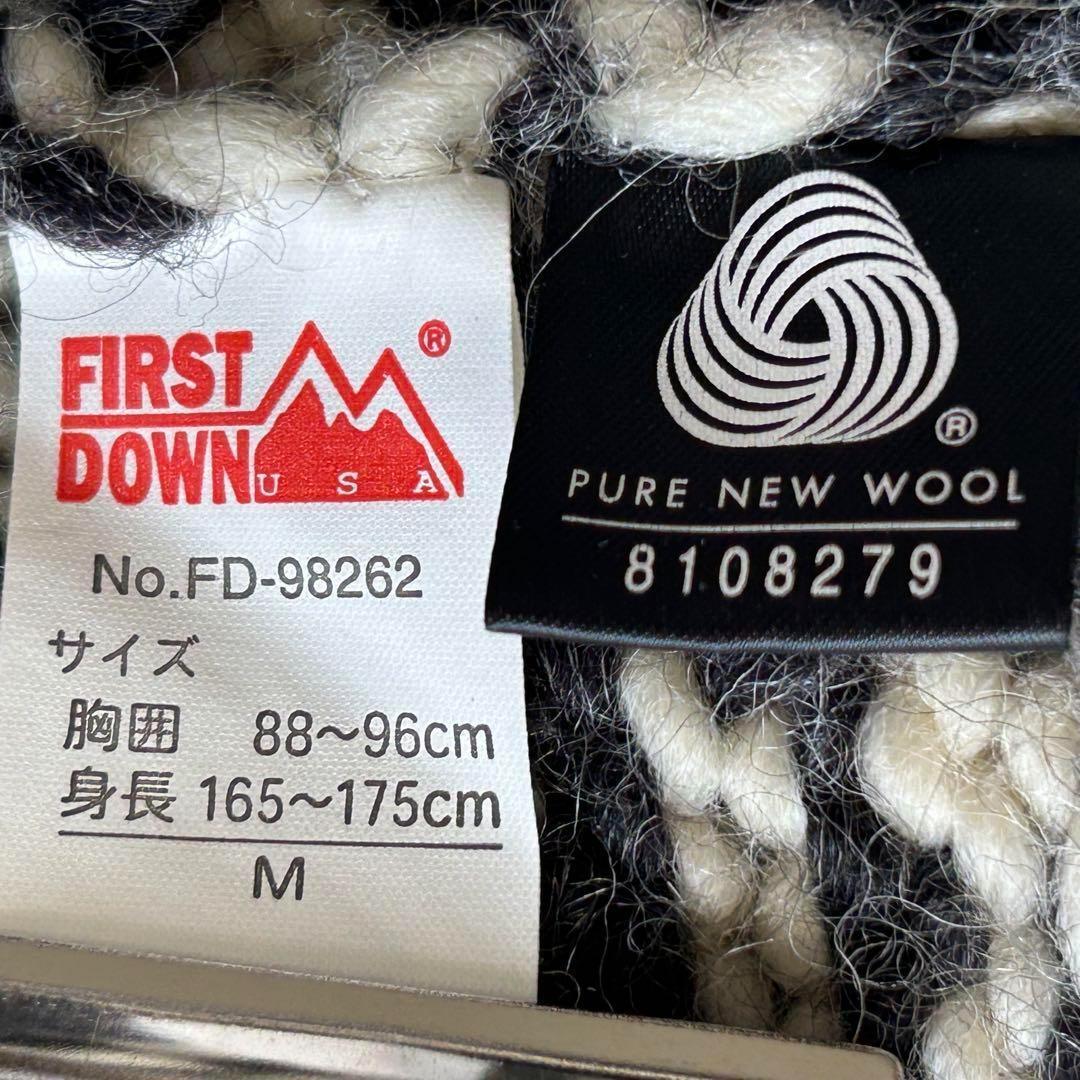 FIRST
DOWN
USA
®
No.FD-98262
サイズ
胸囲 88~96cm
身長 165~175cm
M
®
PURE NEW WOOL
8108279